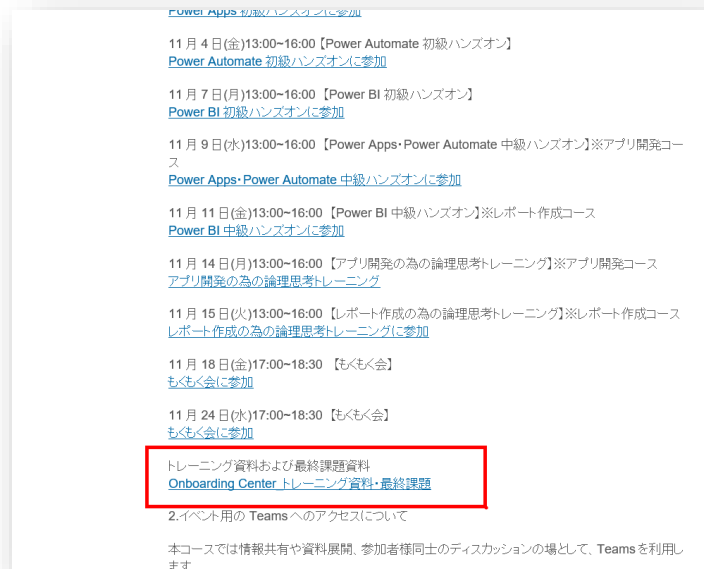 Power Apps 初級ハンズオンに参加
11 月 4 日(金)13:00~16:00 【Power Automate 初級ハンズオン】
Power Automate 初級ハンズオンに参加
11 月 7 日(月)13:00~16:00 【Power BI 初級ハンズオン】
Power BI 初級ハンズオンに参加
11 月 9 日(水)13:00~16:00 【Power Apps・Power Automate 中級ハンズオン】※アプリ開発コー
ス
Power Apps・Power Automate 中級ハンズオンに参加
11 月 11 日(金)13:00~16:00 【Power BI 中級ハンズオン】※レポート作成コース
Power BI 中級ハンズオンに参加
11 月 14 日(月)13:00~16:00 【アプリ開発の為の論理思考トレーニング】※アプリ開発コース
アプリ開発の為の論理思考トレーニング
11 月 15 日(火)13:00~16:00 【レポート作成の為の論理思考トレーニング】※レポート作成コース
レポート作成の為の論理思考トレーニングに参加
11 月 18 日(金)17:00~18:30 【もくもく会】
もくもく会に参加
11 月 24 日(水)17:00~18:30 【もくもく会】
もくもく会に参加
トレーニング資料および最終課題資料
Onboarding Center_トレーニング資料・最終課題
2.イベント用の Teams へのアクセスについて
本コースでは情報共有や資料展開、参加者様同士のディスカッションの場として、Teams を利用し
ます